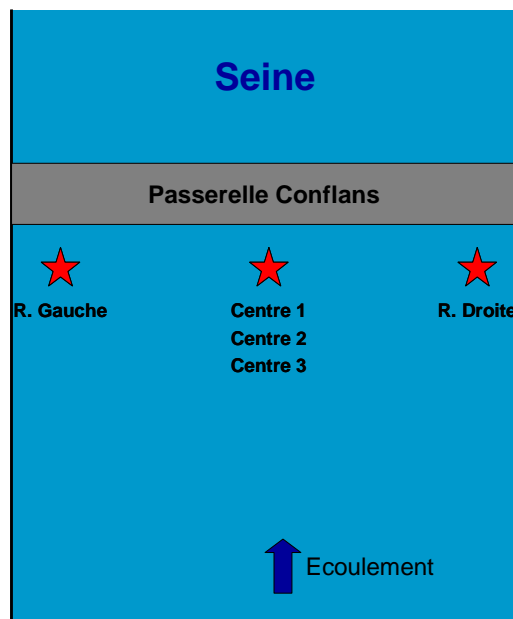 Seine
Passerelle Conflans
R. Gauche
Centre 1
R. Droite
Centre 2
Centre 3
Ecoulement